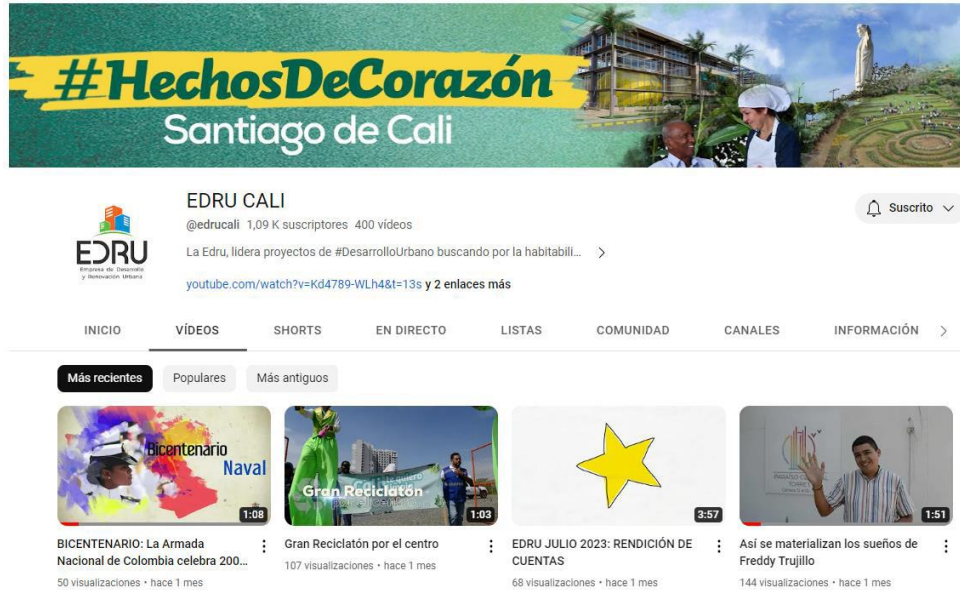 #HechosDeCorazón
Santiago de Cali
EDRU
Empresa de Desarrollo
y Renovación Urbana
EDRU CALI
@edrucali 1,09 K suscriptores 400 vídeos
La Edru, lidera proyectos de #DesarrolloUrbano buscando por la habitabili...
youtube.com/watch?v=Kd4789-WLh4&t=13s y 2 enlaces más
Suscrito
INICIO VÍDEOS SHORTS EN DIRECTO LISTAS COMUNIDAD CANALES INFORMACIÓN
Más recientes Populares Más antiguos
Bicentenario
Naval
1:08
Gran Reciclatón
1:03
3:57
1:51
BICENTENARIO: La Armada
Nacional de Colombia celebra 200...
50 visualizaciones • hace 1 mes
Gran Reciclatón por el centro
107 visualizaciones • hace 1 mes
EDRU JULIO 2023: RENDICIÓN DE
CUENTAS
68 visualizaciones • hace 1 mes
Así se materializan los sueños de
Freddy Trujillo
144 visualizaciones • hace 1 mes